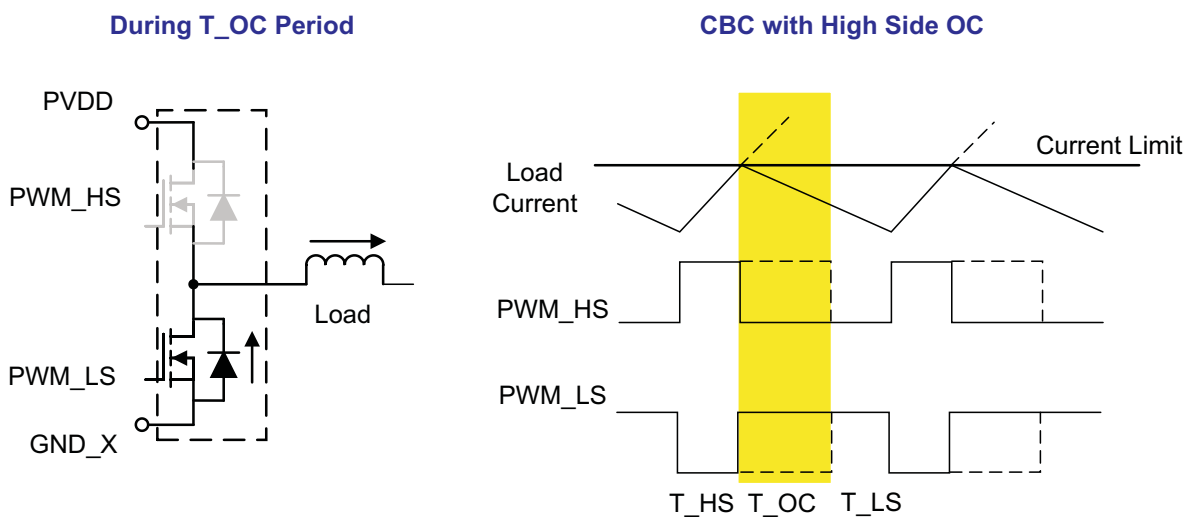 During T_OC Period
PVDD
PWM_HS
Load
PWM_LS
GND_X
CBC with High Side OC
Current Limit
Load
Current
PWM_HS
PWM_LS
T_HS T_OC T_LS